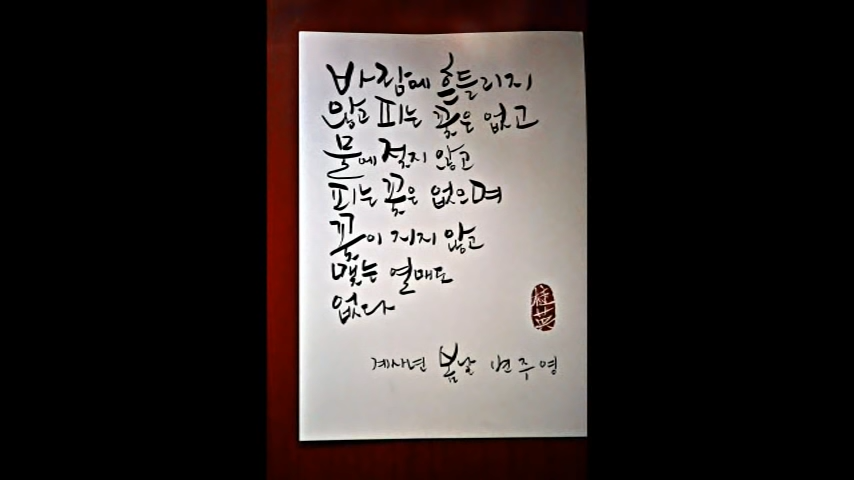 바람에 흔들리지
않고 피는 꽃은 없고
물에 젖지 않고
피는 꽃은 없으며
꽃이 지지 않고
맺는 열매도
없다
계사년 봄날 변주영